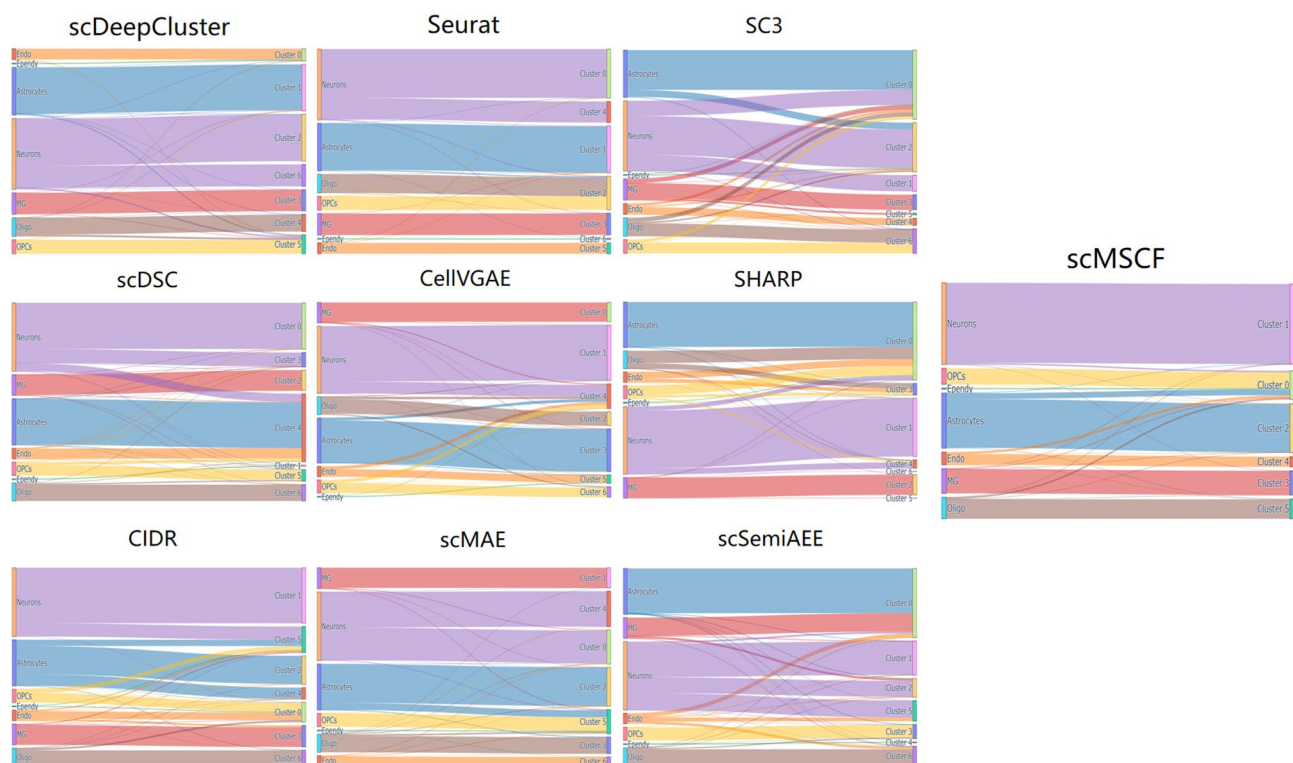 scDeepCluster
Endo
Ependy
Astrocytes
Neurons
MG
Oligo
OPCs
Cluster 0
Cluster 1
Cluster 2
Cluster 6
Cluster 3
Cluster 4
Cluster 5
Seurat
Neurons
Astrocytes
Oligo
OPCs
MG
Ependy
Endo
Cluster 0
Cluster 4
Cluster 1
Cluster 2
Cluster 3
Cluster 6
Cluster 5
SC3
Astrocytes
Neurons
Ependy
MG
Endo
Oligo
OPCs
Cluster 0
Cluster 2
Cluster 1
Cluster 3
Cluster 5
Cluster 4
Cluster 6
scDSC
Neurons
MG
Astrocytes
Endo
OPCs
Ependy
Oligo
Cluster 0
Cluster 3
Cluster 2
Cluster 4
Cluster 1
Cluster 5
Cluster 6
CellVGAE
MG
Neurons
Oligo
Astrocytes
Endo
OPCs
Ependy
Cluster 0
Cluster 1
Cluster 4
Cluster 2
Cluster 3
Cluster 5
Cluster 6
SHARP
Astrocytes
Oligo
Endo
OPCs
Ependy
Neurons
MG
Cluster 0
Cluster 3
Cluster 1
Cluster 4
Cluster 6
Cluster 2
Cluster 5
scMSCF
Neurons
OPCs
Ependy
Astrocytes
Endo
MG
Oligo
Cluster 1
Cluster 0
Cluster 2
Cluster 4
Cluster 3
Cluster 5
CIDR
Neurons
Astrocytes
OPCs
Ependy
Endo
MG
Oligo
Cluster 1
Cluster 5
Cluster 2
Cluster 4
Cluster 0
Cluster 3
Cluster 6
scMAE
MG
Neurons
Astrocytes
OPCs
Ependy
Oligo
Endo
Cluster 1
Cluster 4
Cluster 0
Cluster 2
Cluster 5
Cluster 3
Cluster 6
scSemiAEE
Astrocytes
MG
Neurons
Endo
OPCs
Ependy
Oligo
Cluster 0
Cluster 1
Cluster 2
Cluster 5
Cluster 3
Cluster 4
Cluster 6